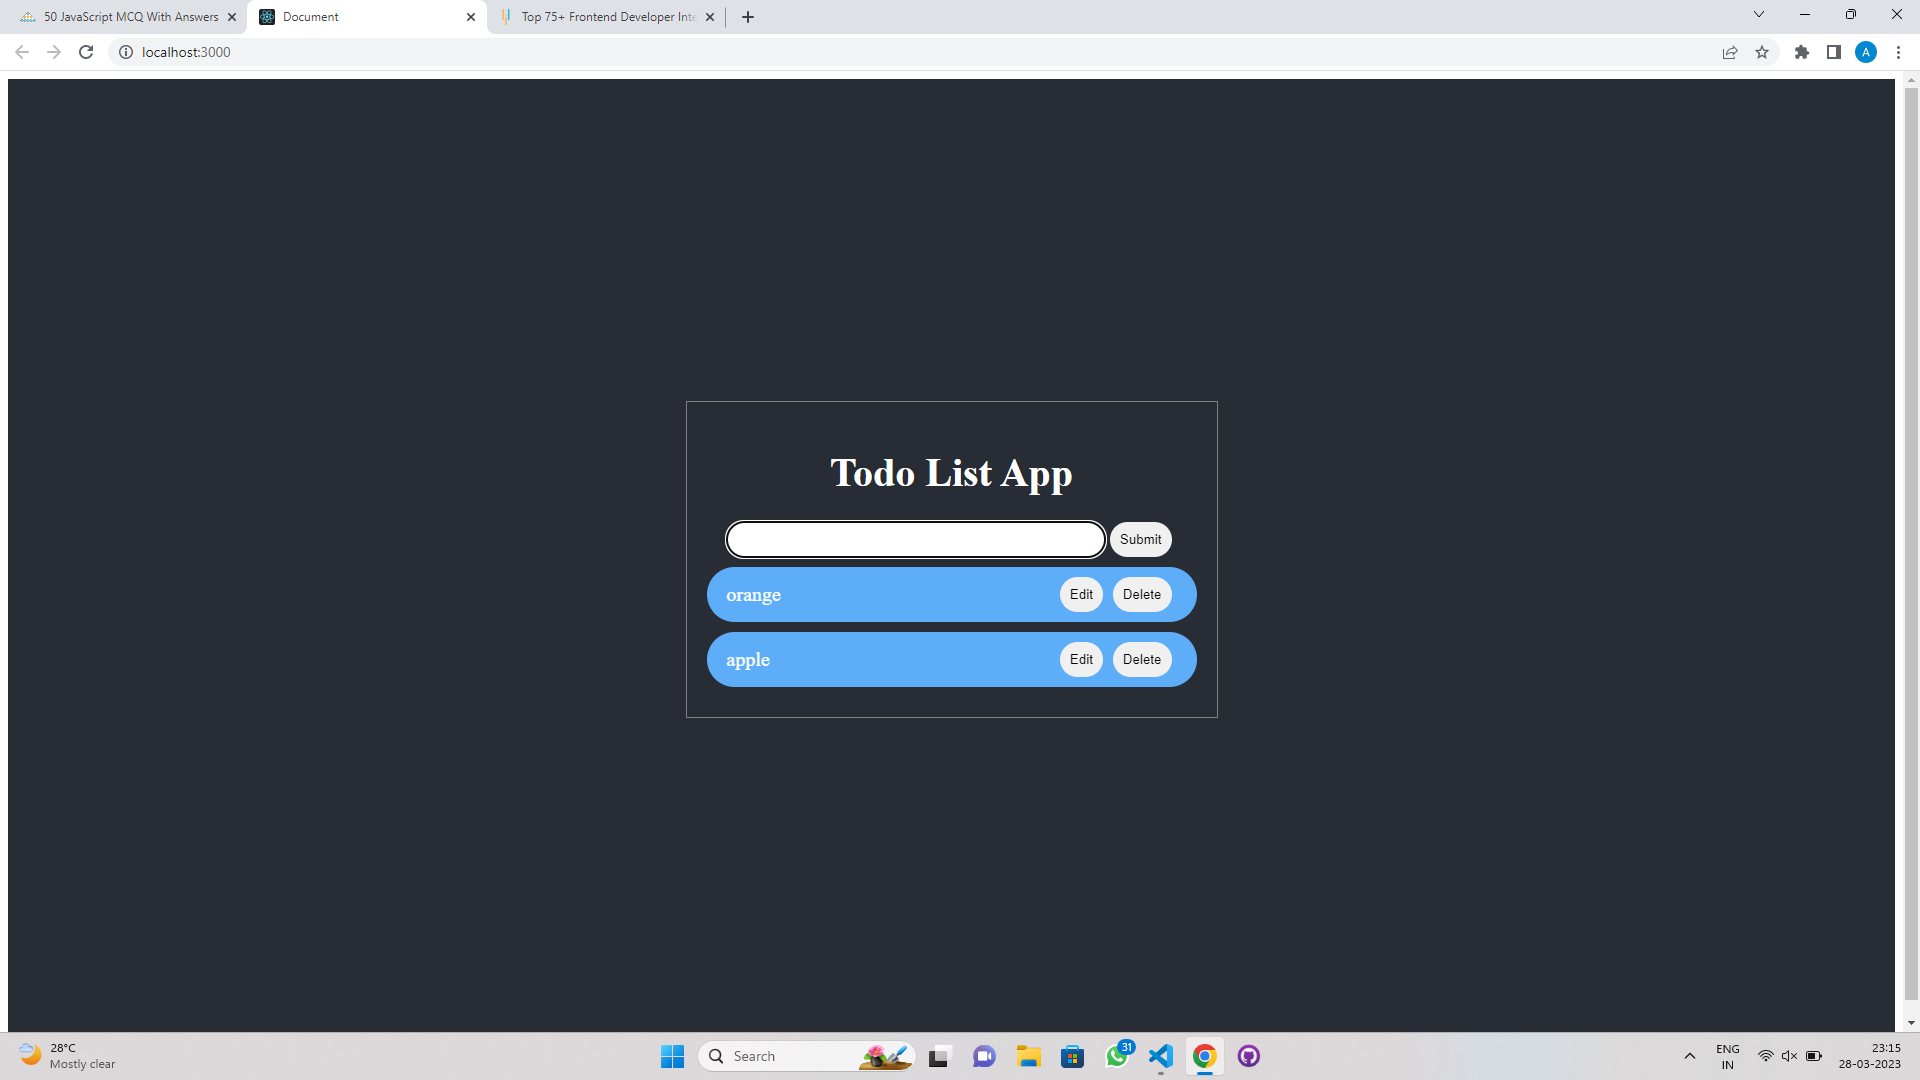 50 JavaScript MCQ With Answers
Document
Top 75+ Frontend Developer Inte
localhost:3000
A
Todo List App
Submit
orange
Edit
Delete
apple
Edit
Delete
28°C
Mostly clear
Search
31
ENG
IN
23:15
28-03-2023